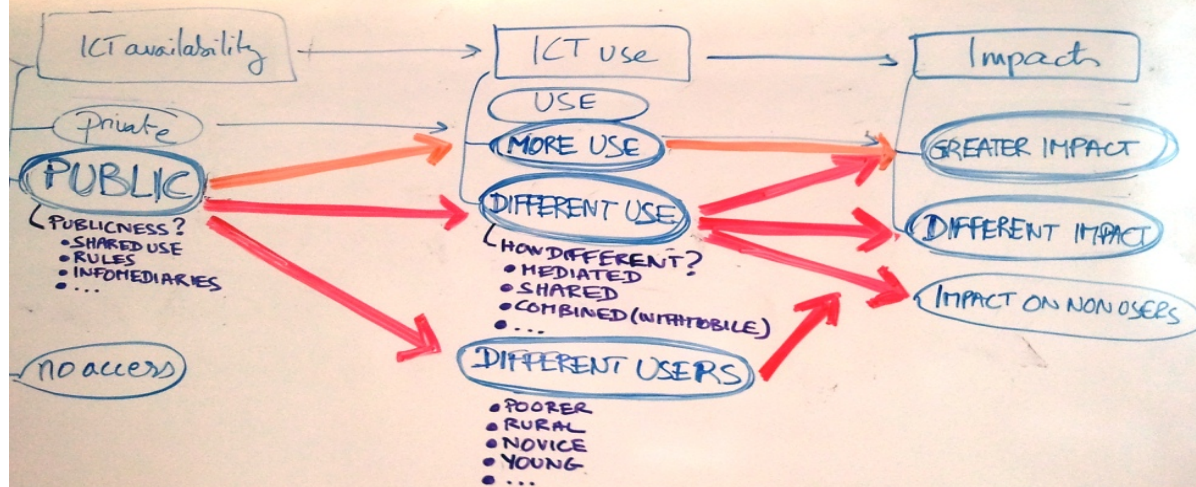 ICT availability
private
PUBLIC
PUBLICNESS?
• SHARED USE
• RULES
• INFOMEDIARIES
• ...
no access
ICT use
USE
MORE USE
DIFFERENT USE
HOW DIFFERENT?
• MEDIATED
• SHARED
• COMBINED (WITH MOBILE)
• ...
DIFFERENT USERS
• POORER
• RURAL
• NOVICE
• YOUNG
• ...
Impacts
GREATER IMPACT
DIFFERENT IMPACT
IMPACT ON NON USERS